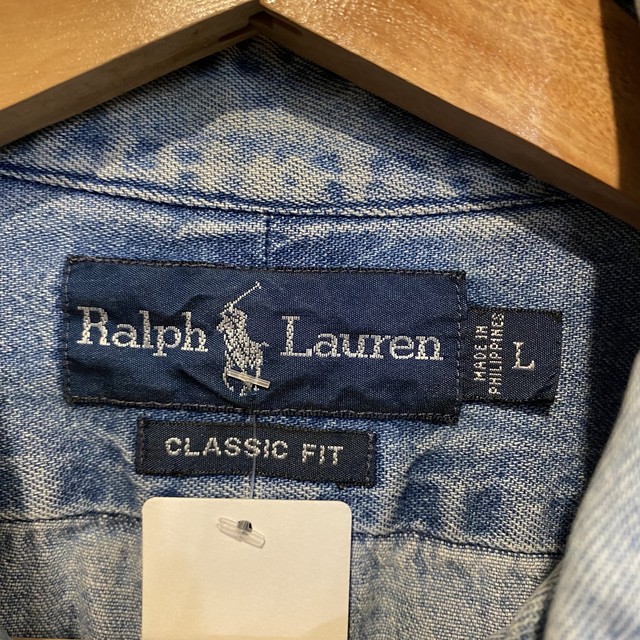 Ralph Lauren
MADE IN
PHILIPPINES
L
CLASSIC FIT